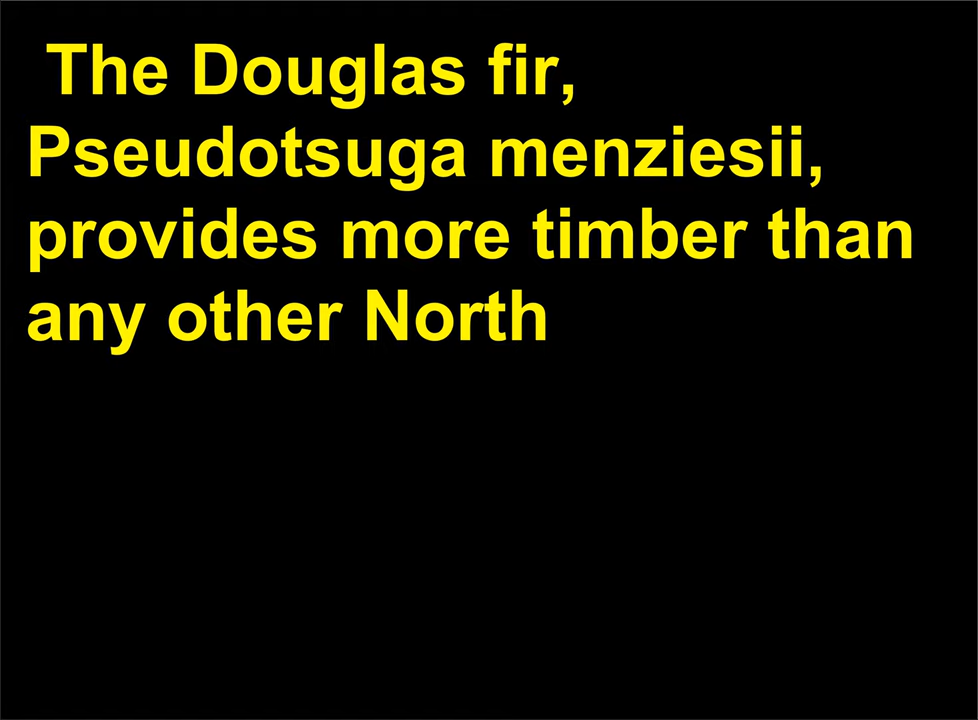 The Douglas fir,
Pseudotsuga menziesii,
provides more timber than
any other North